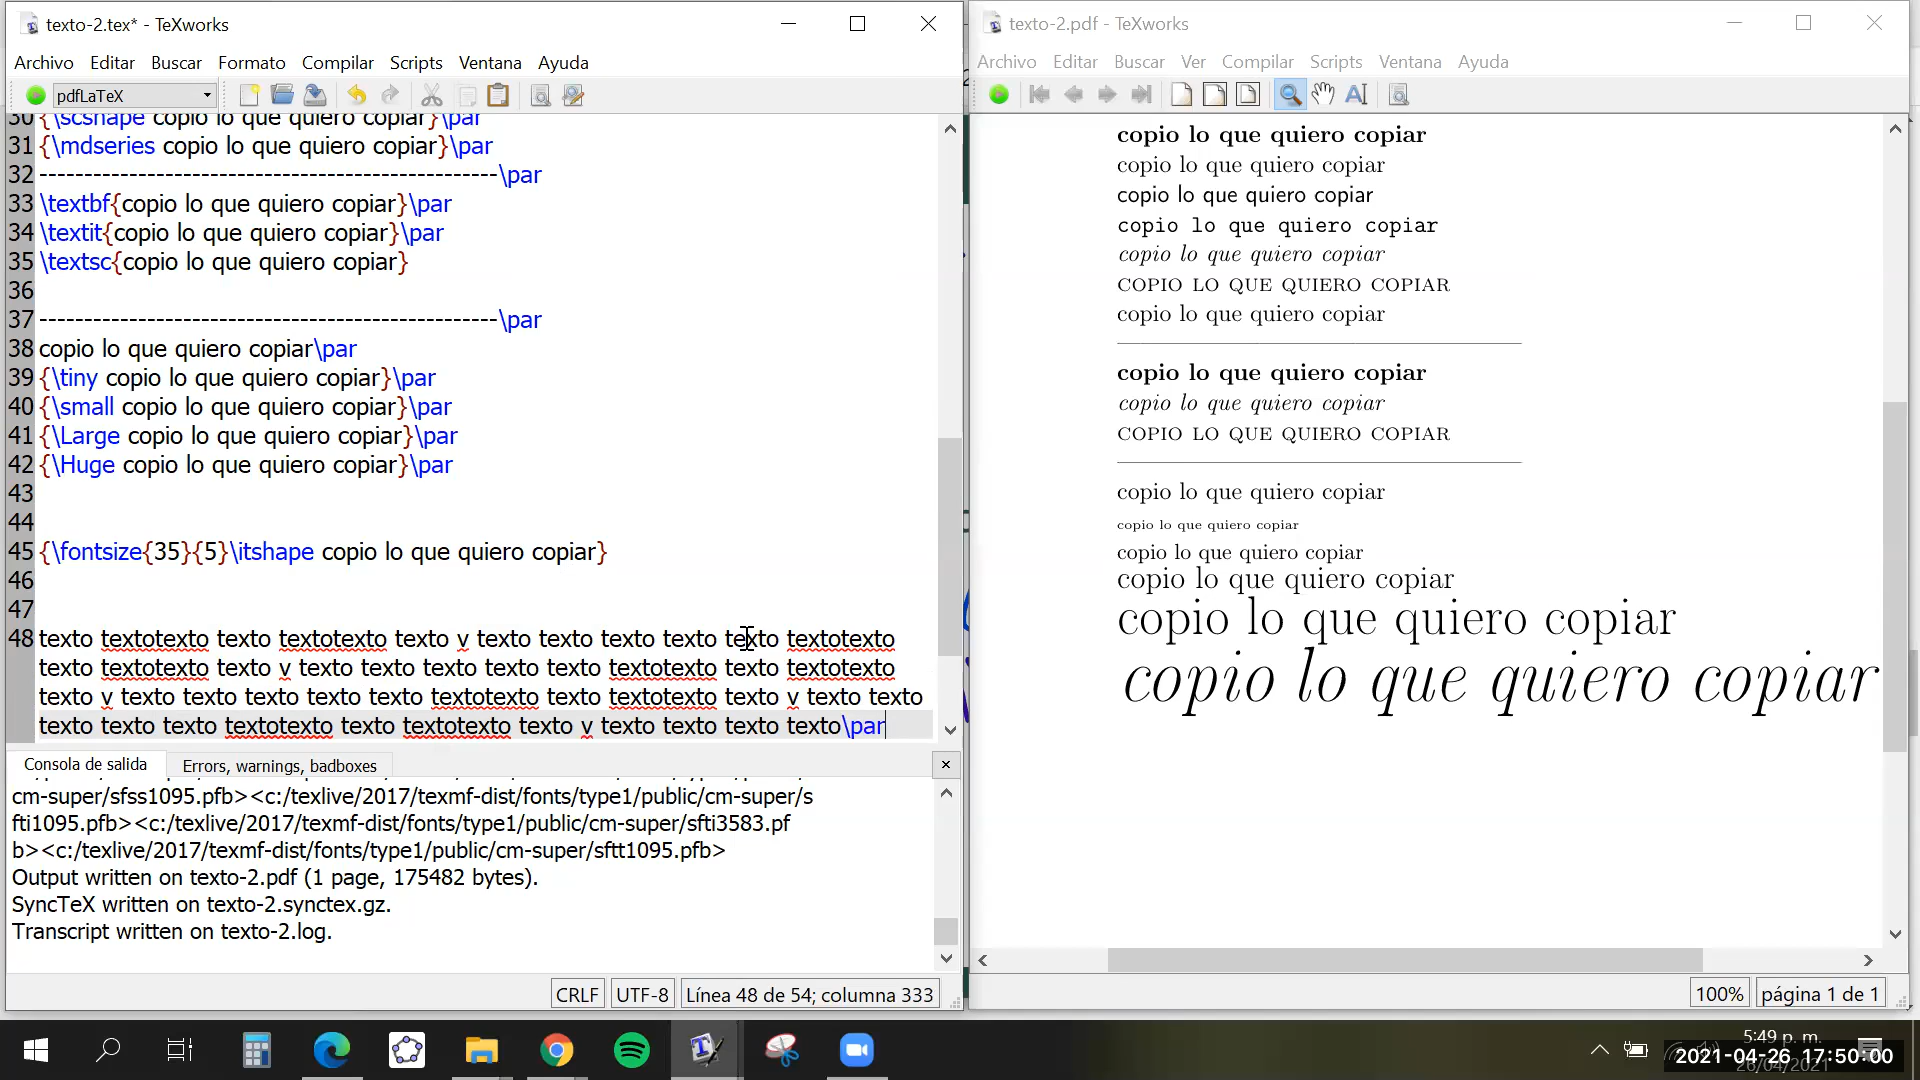 texto-2.tex* - TeXworks
Archivo Editar Buscar Formato Compilar Scripts Ventana Ayuda
pdfLaTeX
30 {\scshape copio lo que quiero copiar}\par
31 {\mdseries copio lo que quiero copiar}\par
32 ---------------------------------------------------\par
33 \textbf{copio lo que quiero copiar}\par
34 \textit{copio lo que quiero copiar}\par
35 \textsc{copio lo que quiero copiar}
36
37 ---------------------------------------------------\par
38 copio lo que quiero copiar\par
39 {\tiny copio lo que quiero copiar}\par
40 {\small copio lo que quiero copiar}\par
41 {\Large copio lo que quiero copiar}\par
42 {\Huge copio lo que quiero copiar}\par
43
44
45 {\fontsize{35}{5}\itshape copio lo que quiero copiar}
46
47
48 texto textotexto texto textotexto texto v texto texto texto texto texto textotexto
texto textotexto texto v texto texto texto texto texto textotexto texto textotexto
texto v texto texto texto texto texto textotexto texto textotexto texto v texto texto
texto texto texto textotexto texto textotexto texto v texto texto texto texto\par
Consola de salida Errors, warnings, badboxes
cm-super/sfss1095.pfb><c:/texlive/2017/texmf-dist/fonts/type1/public/cm-super/s
fti1095.pfb><c:/texlive/2017/texmf-dist/fonts/type1/public/cm-super/sfti3583.pf
b><c:/texlive/2017/texmf-dist/fonts/type1/public/cm-super/sftt1095.pfb>
Output written on texto-2.pdf (1 page, 175482 bytes).
SyncTeX written on texto-2.synctex.gz.
Transcript written on texto-2.log.
CRLF UTF-8 Línea 48 de 54; columna 333
texto-2.pdf - TeXworks
Archivo Editar Buscar Ver Compilar Scripts Ventana Ayuda
copio lo que quiero copiar
copio lo que quiero copiar
copio lo que quiero copiar
copio lo que quiero copiar
copio lo que quiero copiar
COPIO LO QUE QUIERO COPIAR
copio lo que quiero copiar
copio lo que quiero copiar
copio lo que quiero copiar
COPIO LO QUE QUIERO COPIAR
copio lo que quiero copiar
copio lo que quiero copiar
copio lo que quiero copiar
copio lo que quiero copiar
copio lo que quiero copiar
copio lo que quiero copiar
100% página 1 de 1
5:49 p. m.
2021-04-26 17:50:00
26/04/2021